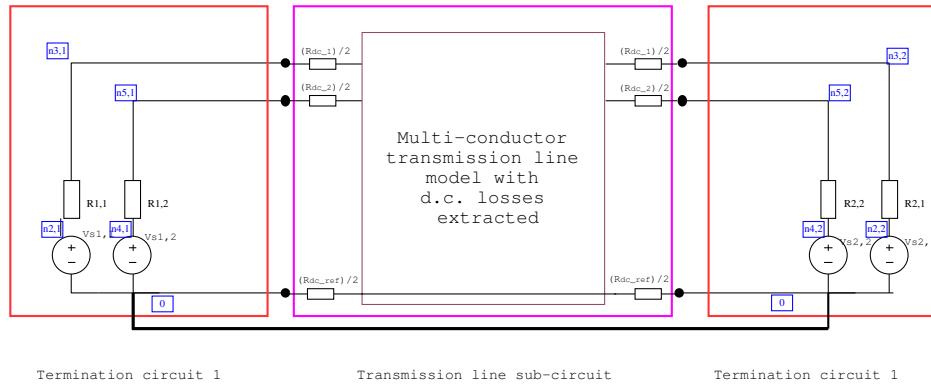 (Rdc_1)/2
(Rdc_1)/2
n3,1
n3,2
(Rdc_2)/2
(Rdc_2)/2
n5,1
n5,2
Multi-conductor
transmission line
model with
d.c. losses
extracted
R1,1
R1,2
R2,2
R2,1
n2,1
n4,1
n4,2
n2,2
Vs1,
Vs1,2
Vs2,2
Vs2,
(Rdc_ref)/2
(Rdc_ref)/2
0
0
Termination circuit 1
Transmission line sub-circuit
Termination circuit 1